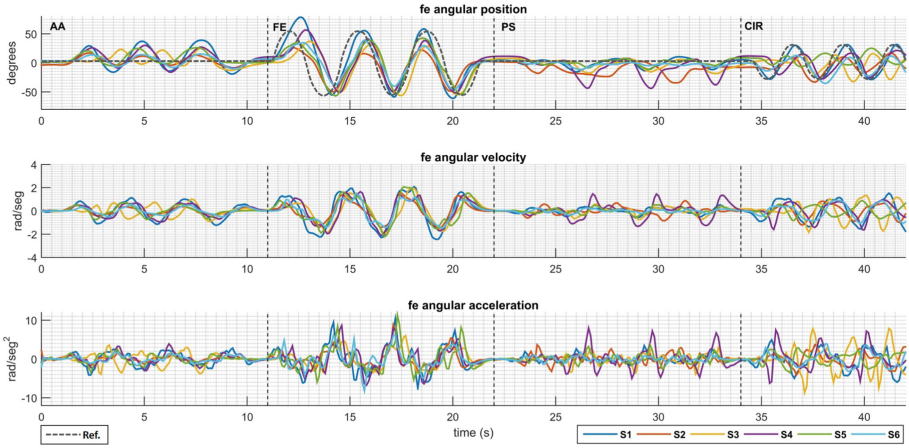 fe angular position
AA
FE
PS
CIR
degrees
50
0
-50
0 5 10 15 20 25 30 35 40
fe angular velocity
rad/seg
4
2
0
-2
-4
0 5 10 15 20 25 30 35 40
fe angular acceleration
rad/seg²
10
0
-10
0 5 10 15 20 25 30 35 40
time (s)
Ref.
S1 S2 S3 S4 S5 S6